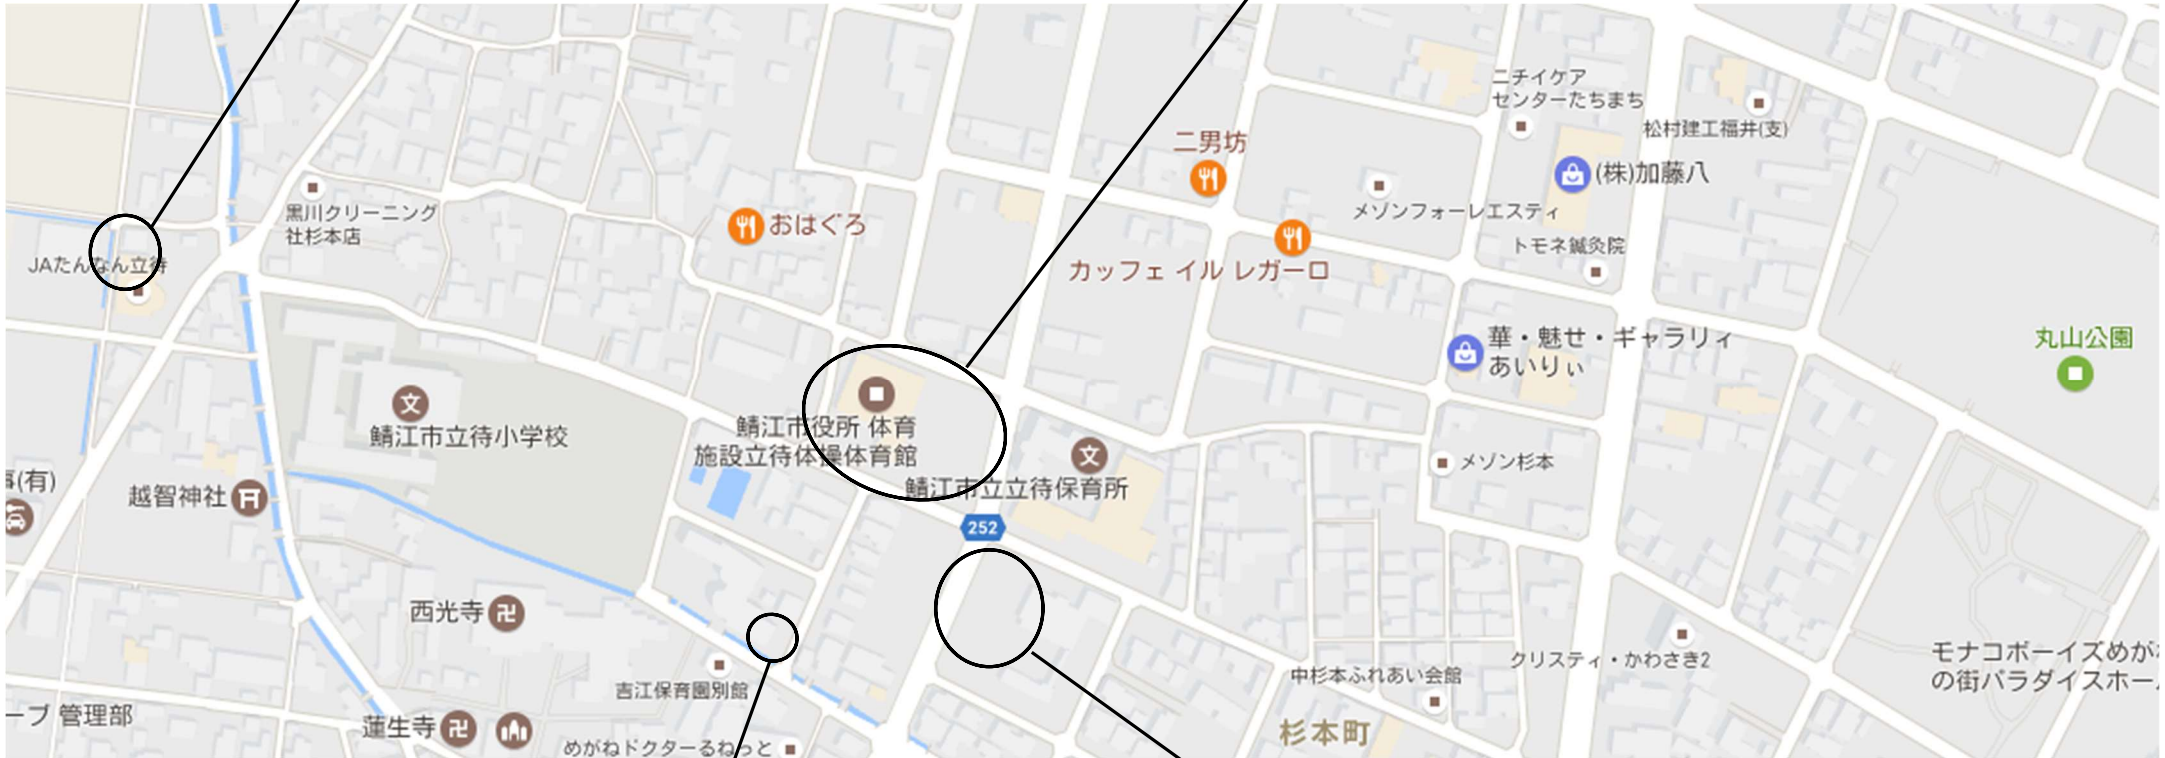 ニチイケア
センターたちまち
松村建工福井(支)
二男坊
(株)加藤八
黒川クリーニング
社杉本店
おはぐろ
メゾンフォーレエスティ
トモネ鍼灸院
JAたんなん立待
カッフェ イル レガーロ
華・魅せ・ギャラリィ
あいりぃ
丸山公園
鯖江市立待小学校
鯖江市役所 体育
施設立待体操体育館
鯖江市立立待保育所
メゾン杉本
(有)
越智神社
252
西光寺
吉江保育園別館
中杉本ふれあい会館
クリスティ・かわさき2
モナコボーイズめが
の街パラダイスホー
ーブ 管理部
蓮生寺
めがねドクターるねっと
杉本町